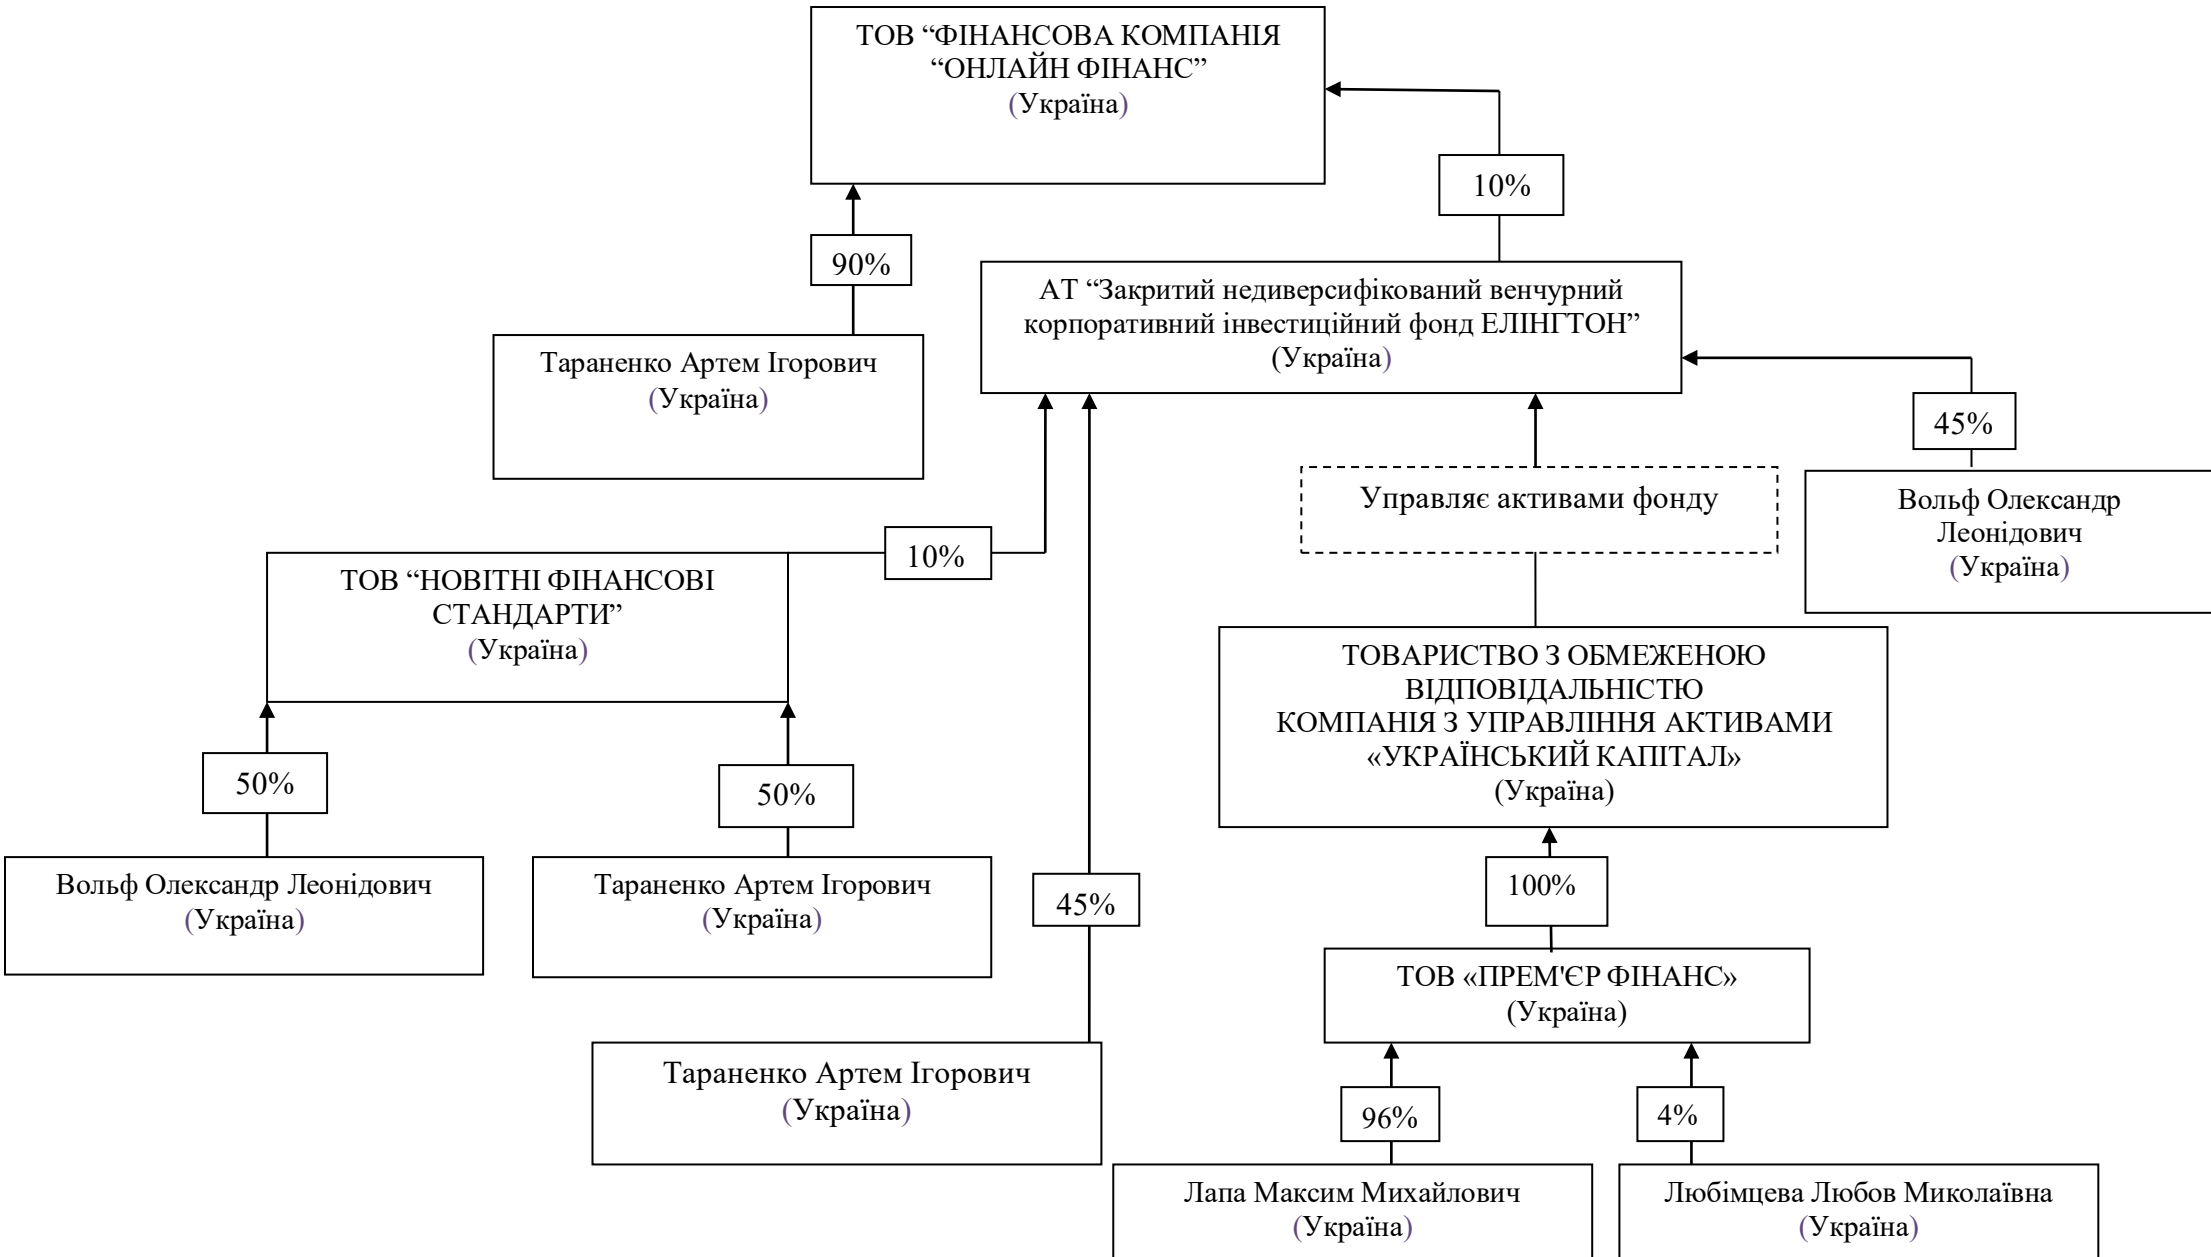 ТОВ “ФІНАНСОВА КОМПАНІЯ
“ОНЛАЙН ФІНАНС”
(Україна)
10%
90%
АТ “Закритий недиверсифікований венчурний
корпоративний інвестиційний фонд ЕЛІНГТОН”
(Україна)
Тараненко Артем Ігорович
(Україна)
45%
Управляє активами фонду
Вольф Олександр
Леонідович
(Україна)
10%
ТОВ “НОВІТНІ ФІНАНСОВІ
СТАНДАРТИ”
(Україна)
ТОВАРИСТВО З ОБМЕЖЕНОЮ
ВІДПОВІДАЛЬНІСТЮ
КОМПАНІЯ З УПРАВЛІННЯ АКТИВАМИ
«УКРАЇНСЬКИЙ КАПІТАЛ»
(Україна)
50%
50%
Вольф Олександр Леонідович
(Україна)
Тараненко Артем Ігорович
(Україна)
45%
100%
ТОВ «ПРЕМ'ЄР ФІНАНС»
(Україна)
Тараненко Артем Ігорович
(Україна)
96%
4%
Лапа Максим Михайлович
(Україна)
Любімцева Любов Миколаївна
(Україна)